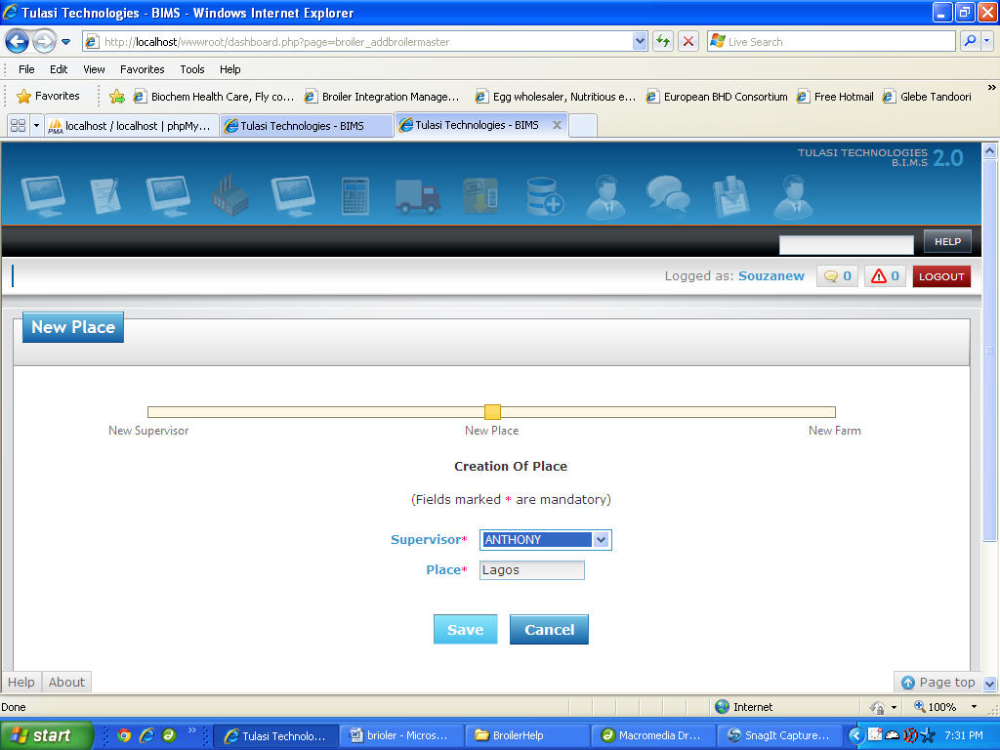 Tulasi Technologies - BIMS - Windows Internet Explorer
http://localhost/wwwroot/dashboard.php?page=broiler_addbroilermaster
Live Search
File Edit View Favorites Tools Help
Favorites Biochem Health Care, Fly co... Broiler Integration Manage... Egg wholesaler, Nutritious e... European BHD Consortium Free Hotmail Glebe Tandoori »
PMA localhost / localhost | phpMy... Tulasi Technologies - BIMS Tulasi Technologies - BIMS
TULASI TECHNOLOGIES 2.0
B.I.M.S
HELP
Logged as: Souzanew 0 0 LOGOUT
New Place
New Supervisor New Place New Farm
Creation Of Place
(Fields marked * are mandatory)
Supervisor* ANTHONY
Place* Lagos
Save Cancel
Help About Page top
Done Internet 100%
start » Tulasi Technolo... brioler - Micros... BroilerHelp Macromedia Dr... SnagIt Capture... 7:31 PM